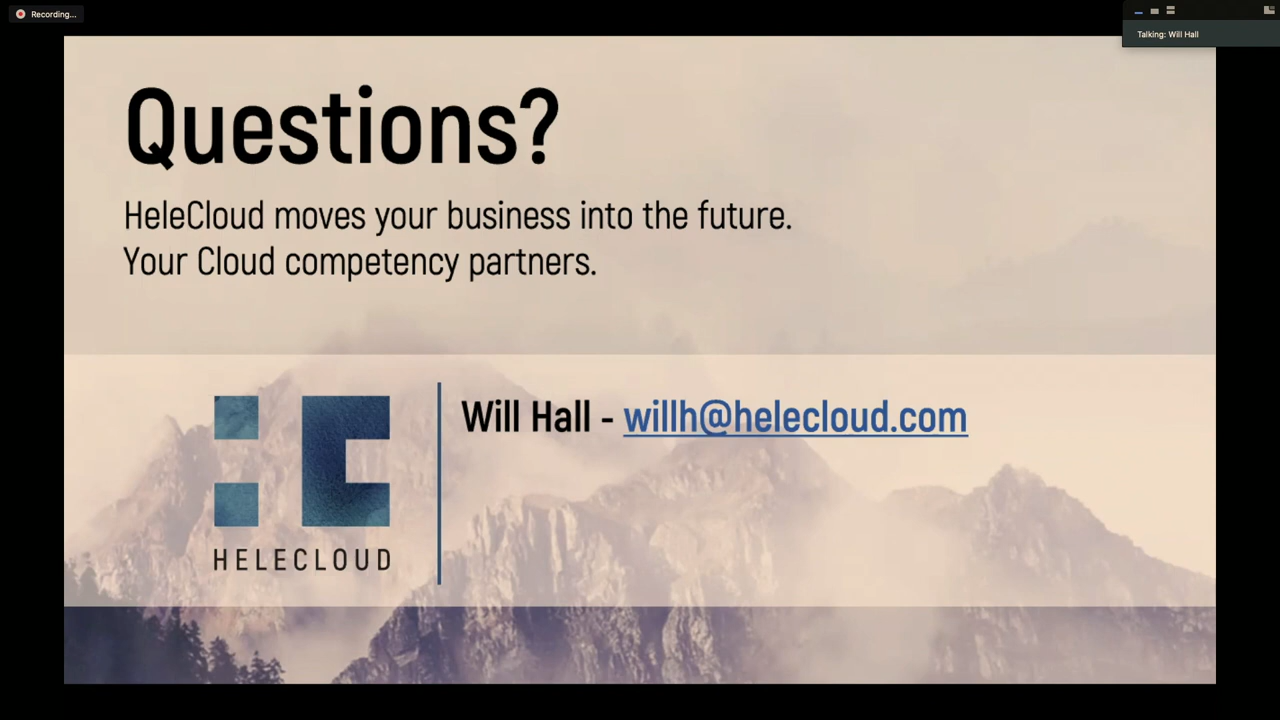 Recording...
Talking: Will Hall
Questions?
HeleCloud moves your business into the future.
Your Cloud competency partners.
Will Hall - willh@helecloud.com
HELECLOUD